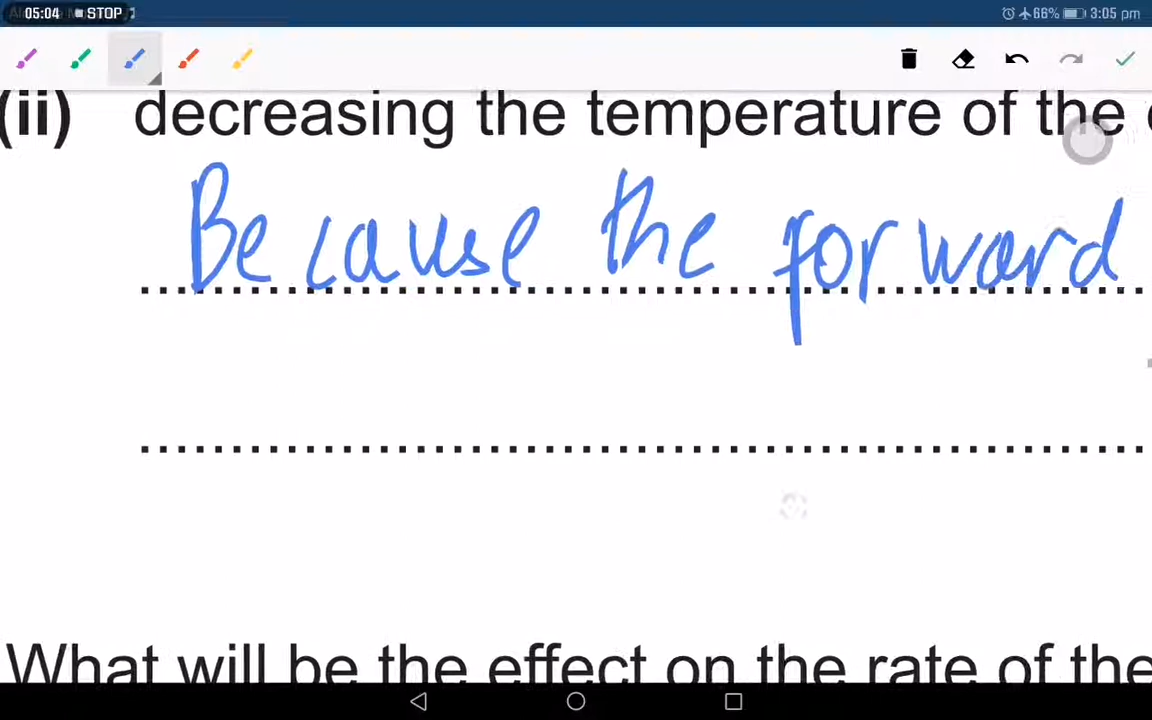 05:04 STOP 66% 3:05 pm
(ii) decreasing the temperature of the
Because the forward
What will be the effect on the rate of the